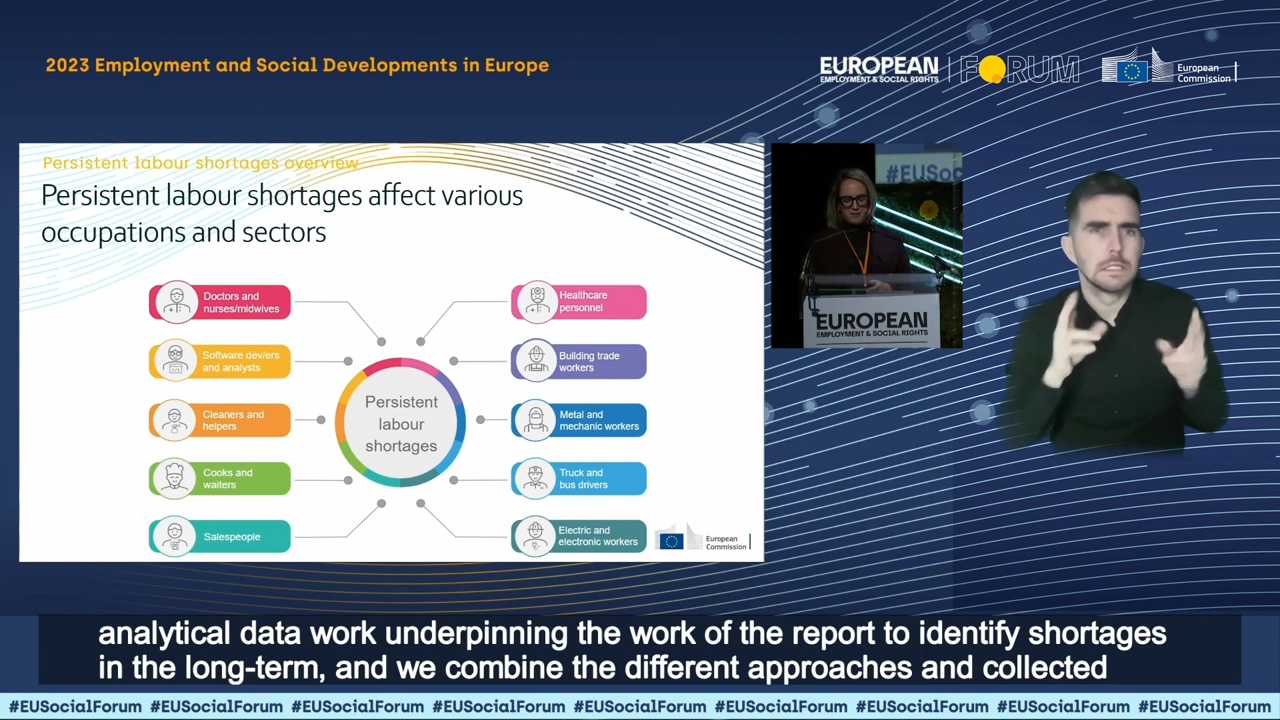 2023 Employment and Social Developments in Europe
EUROPEAN
EMPLOYMENT & SOCIAL RIGHTS
FORUM
European
Commission
Persistent labour shortages overview
Persistent labour shortages affect various
occupations and sectors
Doctors and
nurses/midwives
Software dev/ers
and analysts
Cleaners and
helpers
Cooks and
waiters
Salespeople
Persistent
labour
shortages
Healthcare
personnel
Building trade
workers
Metal and
mechanic workers
Truck and
bus drivers
Electric and
electronic workers
European
Commission
#EUSoc
EUROPEAN
EMPLOYMENT & SOCIAL RIGHTS
analytical data work underpinning the work of the report to identify shortages
in the long-term, and we combine the different approaches and collected
#EUSocialForum #EUSocialForum #EUSocialForum #EUSocialForum #EUSocialForum #EUSocialForum #EUSocialForum #EUSocialForum #EUSocialForum